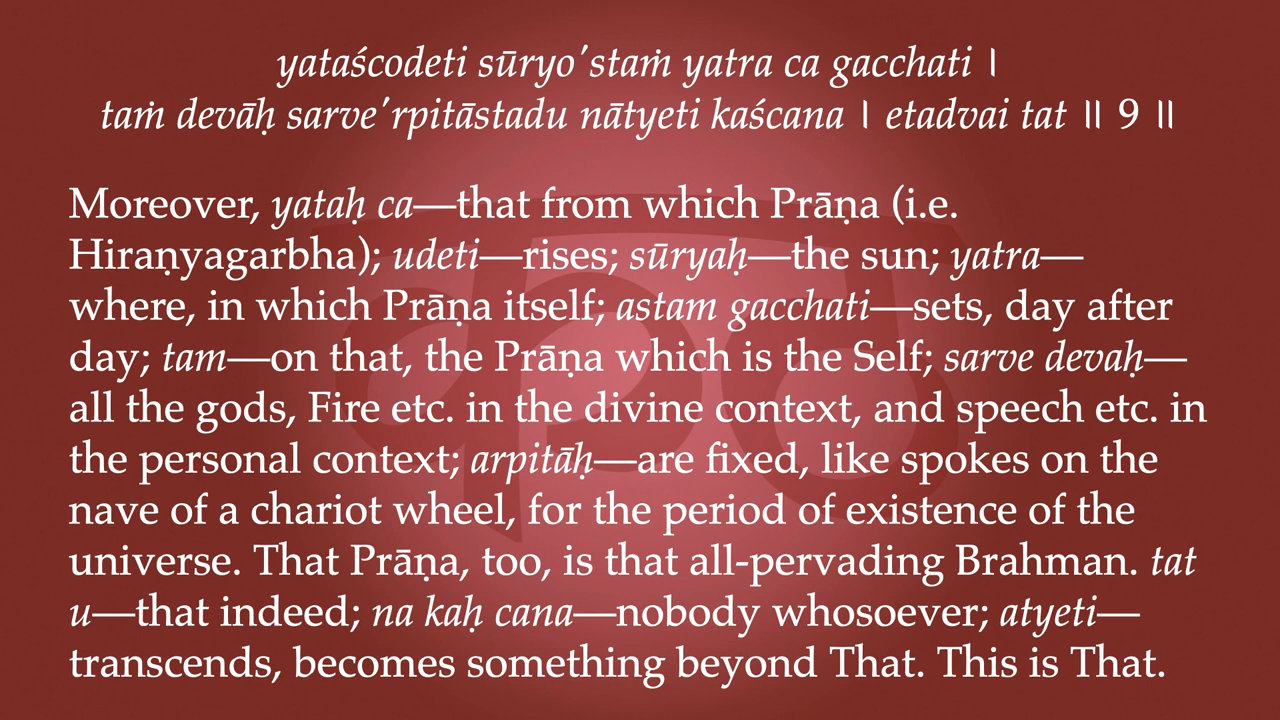 yataścodeti sūryo'staṁ yatra ca gacchati ।
taṁ devāḥ sarve'rpitāstadu nātyeti kaścana । etadvai tat ॥ 9 ॥
Moreover, yataḥ ca—that from which Prāṇa (i.e.
Hiraṇyagarbha); udeti—rises; sūryaḥ—the sun; yatra—
where, in which Prāṇa itself; astam gacchati—sets, day after
day; tam—on that, the Prāṇa which is the Self; sarve devaḥ—
all the gods, Fire etc. in the divine context, and speech etc. in
the personal context; arpitāḥ—are fixed, like spokes on the
nave of a chariot wheel, for the period of existence of the
universe. That Prāṇa, too, is that all-pervading Brahman. tat
u—that indeed; na kaḥ cana—nobody whosoever; atyeti—
transcends, becomes something beyond That. This is That.